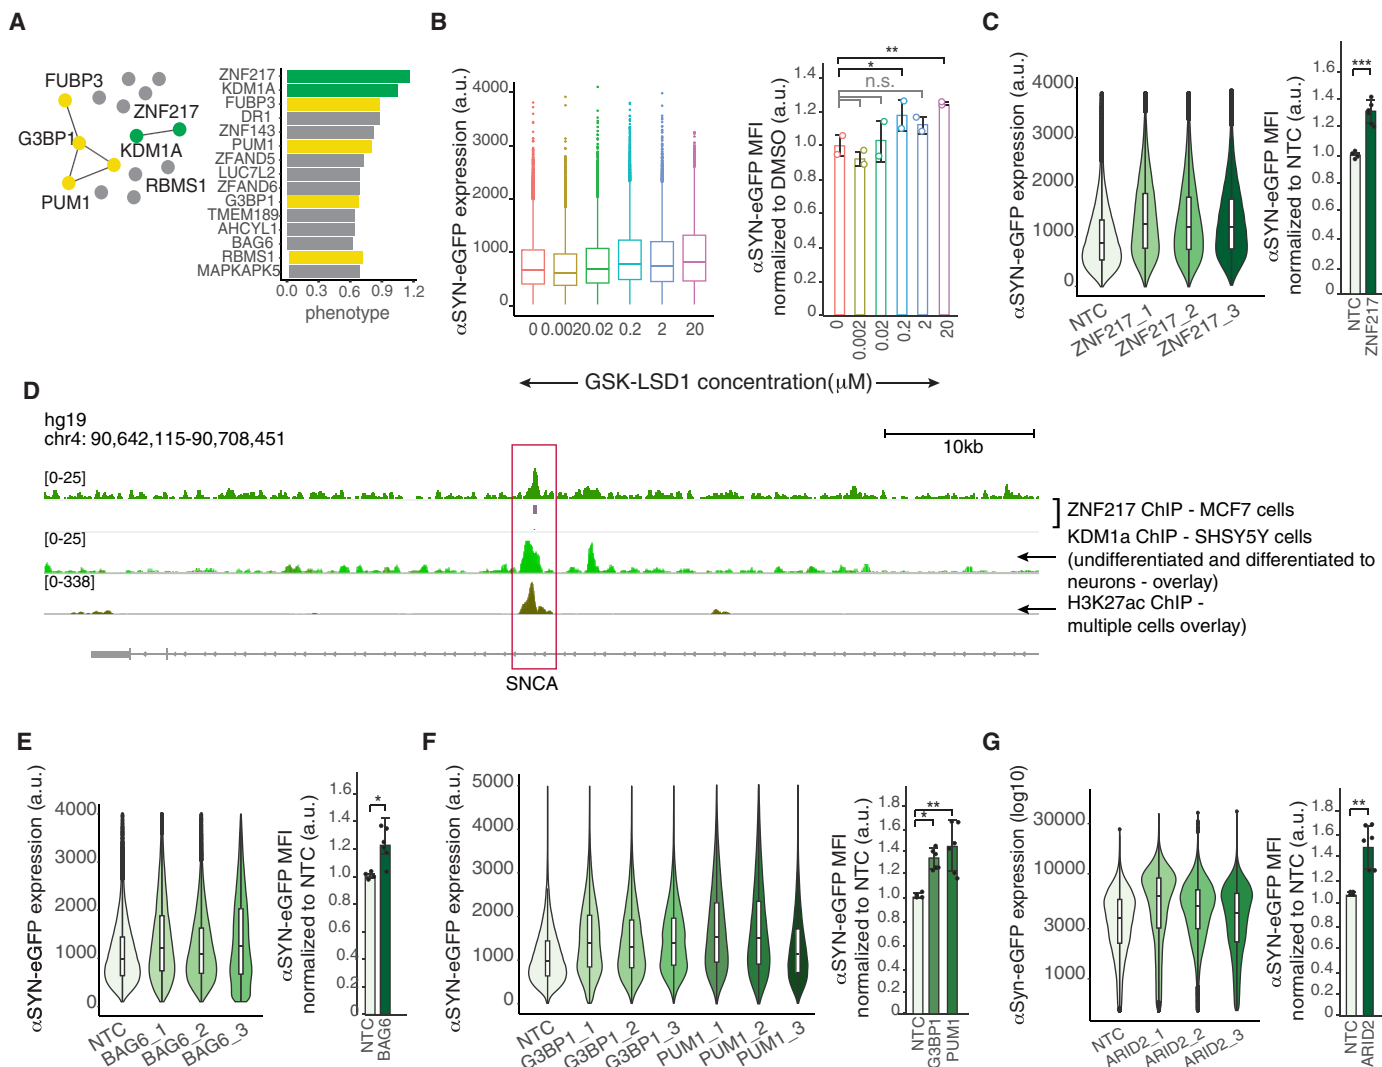 A
FUBP3
ZNF217
G3BP1
KDM1A
RBMS1
PUM1
ZNF217
KDM1A
FUBP3
DR1
ZNF143
PUM1
ZFAND5
LUC7L2
ZFAND6
G3BP1
TMEM189
AHCYL1
BAG6
RBMS1
MAPKAPK5
0.0 0.3 0.6 0.9 1.2
phenotype
B
αSYN-eGFP expression (a.u.)
4000
3000
2000
1000
0
0 0.002 0.02 0.2 2 20
αSYN-eGFP MFI
normalized to DMSO (a.u.)
1.4
1.2
1.0
0.8
0.6
0.4
0.2
0
**
*
n.s.
0 0.002 0.02 0.2 2 20
GSK-LSD1 concentration(μM)
C
αSYN-eGFP expression (a.u.)
4000
3000
2000
1000
0
NTC ZNF217_1 ZNF217_2 ZNF217_3
αSYN-eGFP MFI
normalized to NTC (a.u.)
1.6
1.4
1.2
1.0
0.8
0.6
0.4
0.2
0
***
NTC ZNF217
D
hg19
chr4: 90,642,115-90,708,451
10kb
[0-25]
[0-25]
[0-338]
ZNF217 ChIP - MCF7 cells
KDM1a ChIP - SHSY5Y cells
(undifferentiated and differentiated to
neurons - overlay)
H3K27ac ChIP -
multiple cells overlay)
SNCA
E
αSYN-eGFP expression (a.u.)
4000
3000
2000
1000
0
NTC BAG6_1 BAG6_2 BAG6_3
αSYN-eGFP MFI
normalized to NTC (a.u.)
1.6
1.4
1.2
1.0
0.8
0.6
0.4
0.2
0
*
NTC BAG6
F
αSYN-eGFP expression (a.u.)
5000
4000
3000
2000
1000
0
NTC G3BP1_1 G3BP1_2 G3BP1_3 PUM1_1 PUM1_2 PUM1_3
αSYN-eGFP MFI
normalized to NTC (a.u.)
1.8
1.6
1.4
1.2
1.0
0.8
0.6
0.4
0.2
0
**
*
NTC G3BP1 PUM1
G
αSyn-eGFP expression (log10)
30000
10000
3000
1000
NTC ARID2_1 ARID2_2 ARID2_3
αSYN-eGFP MFI
normalized to NTC (a.u.)
1.8
1.6
1.4
1.2
1.0
0.8
0.6
0.4
0.2
0
**
NTC ARID2